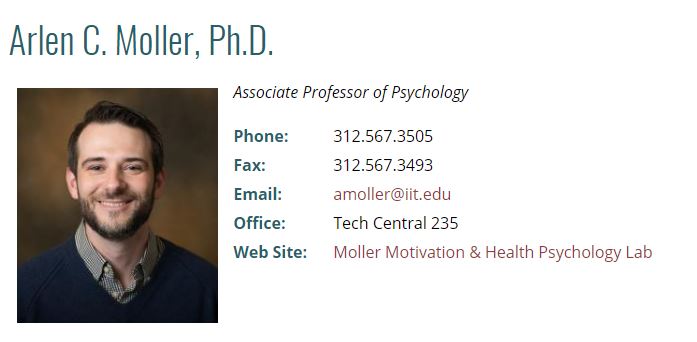 Arlen C. Moller, Ph.D.
Associate Professor of Psychology
Phone: 312.567.3505
Fax: 312.567.3493
Email: amoller@iit.edu
Office: Tech Central 235
Web Site: Moller Motivation & Health Psychology Lab